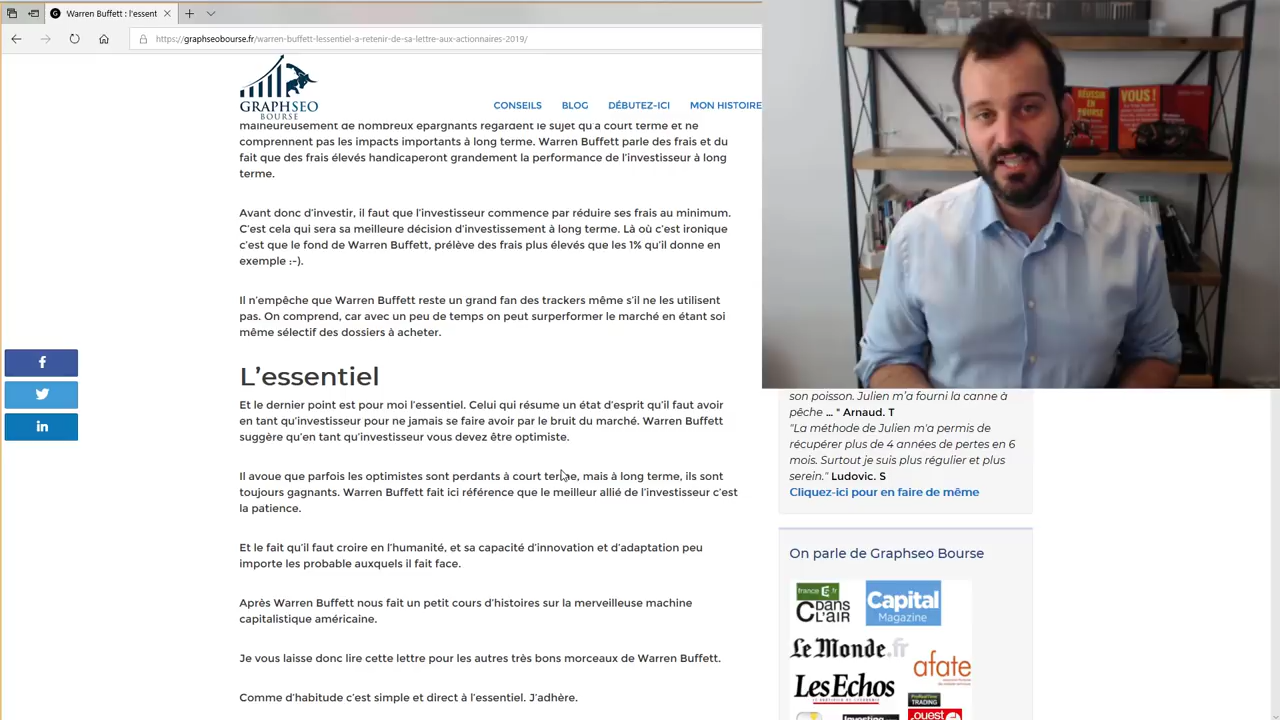 Warren Buffett : l'essent
https://graphseobourse.fr/warren-buffett-lessentiel-a-retenir-de-sa-lettre-aux-actionnaires-2019/
GRAPHSEO
BOURSE
CONSEILS
BLOG
DÉBUTEZ-ICI
MON HISTOIRE
malheureusement de nombreux épargnants regardent le sujet qu'à court terme et ne
comprennent pas les impacts importants à long terme. Warren Buffett parle des frais et du
fait que des frais élevés handicaperont grandement la performance de l'investisseur à long
terme.
Avant donc d'investir, il faut que l'investisseur commence par réduire ses frais au minimum.
C'est cela qui sera sa meilleure décision d'investissement à long terme. Là où c'est ironique
c'est que le fond de Warren Buffett, prélève des frais plus élevés que les 1% qu'il donne en
exemple :-).
Il n'empêche que Warren Buffett reste un grand fan des trackers même s'il ne les utilisent
pas. On comprend, car avec un peu de temps on peut surperformer le marché en étant soi
même sélectif des dossiers à acheter.
L'essentiel
Et le dernier point est pour moi l'essentiel. Celui qui résume un état d'esprit qu'il faut avoir
en tant qu'investisseur pour ne jamais se faire avoir par le bruit du marché. Warren Buffett
suggère qu'en tant qu'investisseur vous devez être optimiste.
Il avoue que parfois les optimistes sont perdants à court terme, mais à long terme, ils sont
toujours gagnants. Warren Buffett fait ici référence que le meilleur allié de l'investisseur c'est
la patience.
Et le fait qu'il faut croire en l'humanité, et sa capacité d'innovation et d'adaptation peu
importe les probable auxquels il fait face.
Après Warren Buffett nous fait un petit cours d'histoires sur la merveilleuse machine
capitalistique américaine.
Je vous laisse donc lire cette lettre pour les autres très bons morceaux de Warren Buffett.
Comme d'habitude c'est simple et direct à l'essentiel. J'adhère.
RÉUSSIR
EN
BOURSE
VOUS!
son poisson. Julien m'a fourni la canne à
pêche ... " Arnaud. T
"La méthode de Julien m'a permis de
récupérer plus de 4 années de pertes en 6
mois. Surtout je suis plus régulier et plus
serein." Ludovic. S
Cliquez-ici pour en faire de même
On parle de Graphseo Bourse
france 5 fr
C DANS L'AIR
Capital
Magazine
Le Monde.fr
afate
Les Echos
TRADING
Investing
ouest